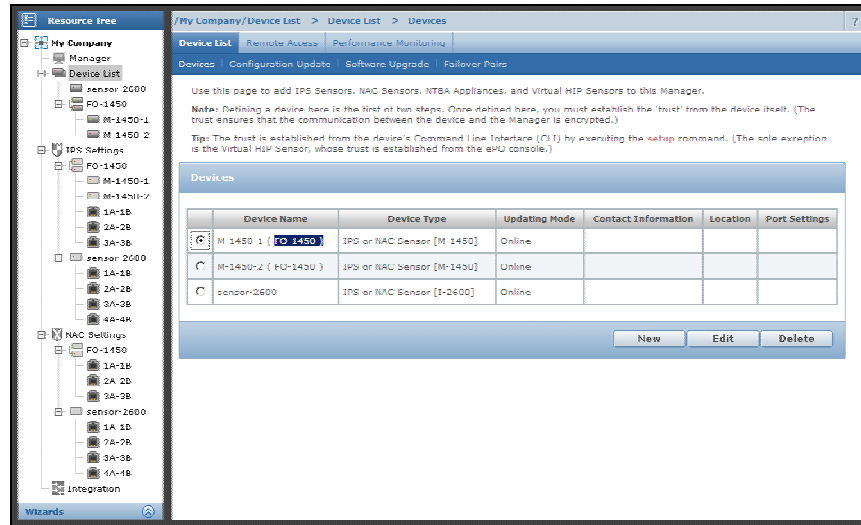 Resource Tree
My Company
Manager
Device List
sensor 2600
FO-1450
M-1450-1
M 1450 2
IPS Settings
FO-1450
M-1450-1
M-1450-2
1A-1B
2A-2B
3A-3B
sensor 2600
1A-1B
2A-2B
3A-3B
4A-4B
NAC Settings
FO-1450
1A-1B
2A 2B
3A-3B
sensor-2600
1A 1B
2A-2B
3A-3B
4A-4B
Integration
Wizards
/My Company/Device List > Device List > Devices
?
Device List Remote Access Performance Monitoring
Devices | Configuration Update | Software Upgrade | Failover Pairs
Use this page to add IPS Sensors, NAC Sensors, NTBA Appliances, and Virtual HIP Sensors to this Manager.
Note: Defining a device here is the first of two steps. Once defined here, you must establish the 'trust' from the device itself. (The
trust ensures that the communication between the device and the Manager is encrypted.)
Tip: The trust is established from the device's Command Line Interface (CLI) by executing the setup command. (The sole exception
is the Virtual HIP Sensor, whose trust is established from the ePO console.)
Devices
Device Name Device Type Updating Mode Contact Information Location Port Settings
M 1450 1 ( FO 1450 ) IPS or NAC Sensor [M 1450] Online
M-1450-2 ( FO-1450 ) IPS or NAC Sensor [M-1450] Online
sensor-2600 IPS or NAC Sensor [I-2600] Online
New Edit Delete